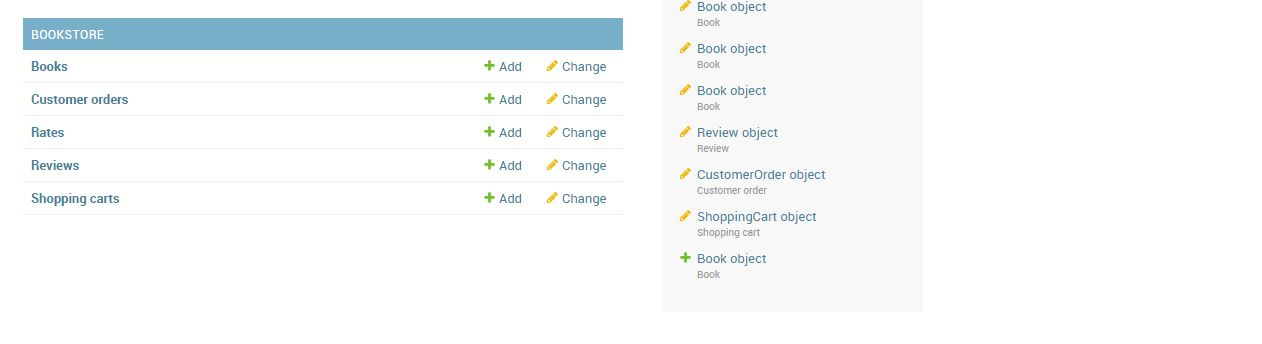 BOOKSTORE
Books Add Change
Customer orders Add Change
Rates Add Change
Reviews Add Change
Shopping carts Add Change
Book object
Book
Book object
Book
Book object
Book
Review object
Review
CustomerOrder object
Customer order
ShoppingCart object
Shopping cart
Book object
Book